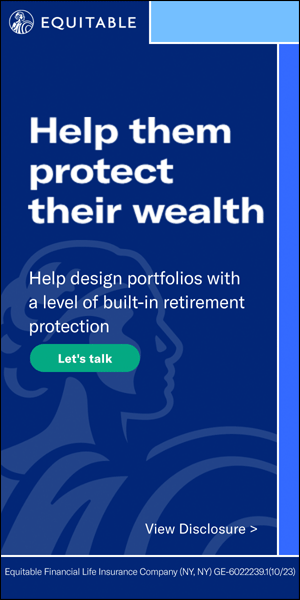 EQUITABLE
Help them
protect
their wealth
Help design portfolios with
a level of built-in retirement
protection
Let's talk
View Disclosure >
Equitable Financial Life Insurance Company (NY, NY) GE-6022239.1(10/23)